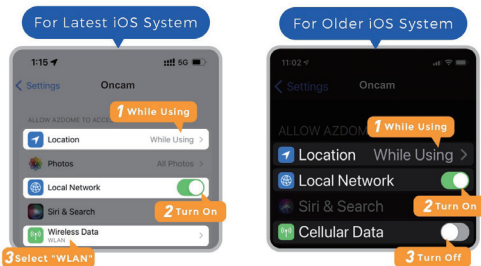 For Latest iOS System
1:15
5G
Settings
Oncam
ALLOW AZDOME TO ACCESS
1 While Using
Location
While Using
Photos
All Photos
Local Network
Siri & Search
2 Turn On
Wireless Data
WLAN
3 Select "WLAN"
For Older iOS System
11:02
Settings
Oncam
ALLOW AZDOM
1 While Using
Location
While Using
Local Network
Siri & Search
2 Turn On
Cellular Data
3 Turn Off